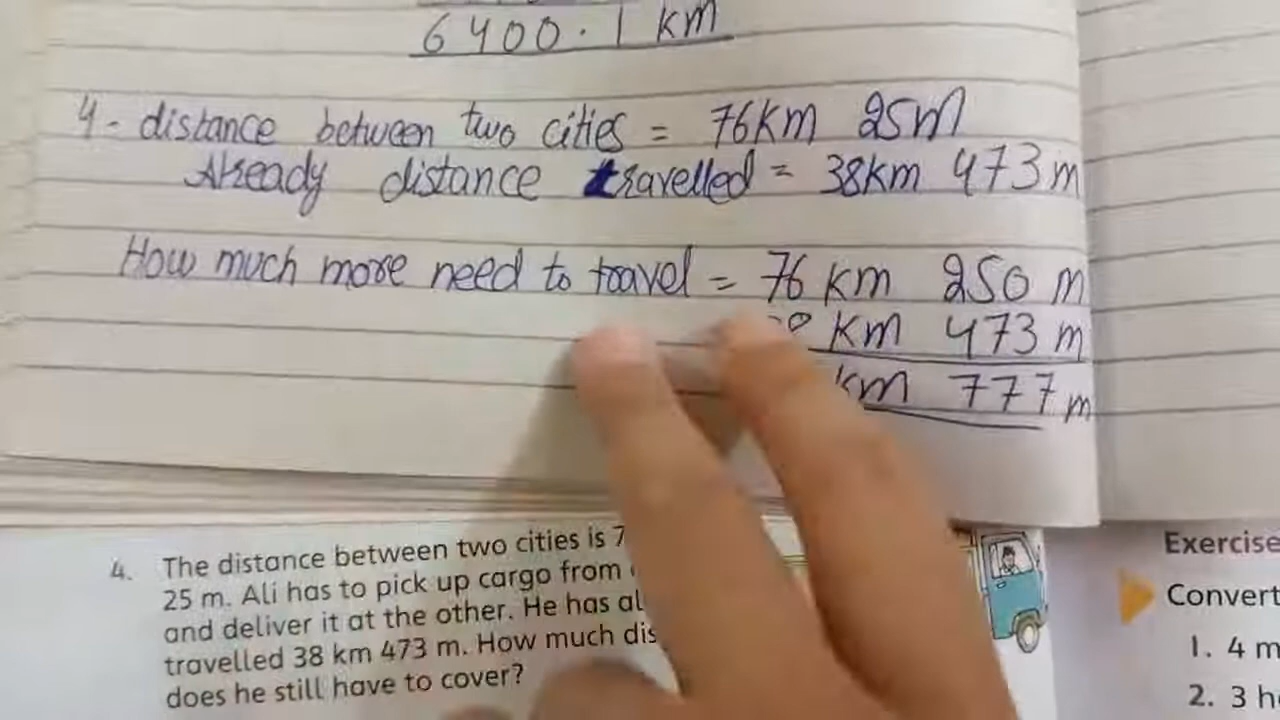 6400.1 km
4- distance between two cities = 76km 25m
Already distance travelled = 38km 473m
How much more need to travel = 76 km 250 m
km 473 m
km 777 m
4. The distance between two cities is
25 m. Ali has to pick up cargo from
and deliver it at the other. He has
travelled 38 km 473 m. How much
does he still have to cover?
Exercise
Convert
1. 4 m
2. 3 h